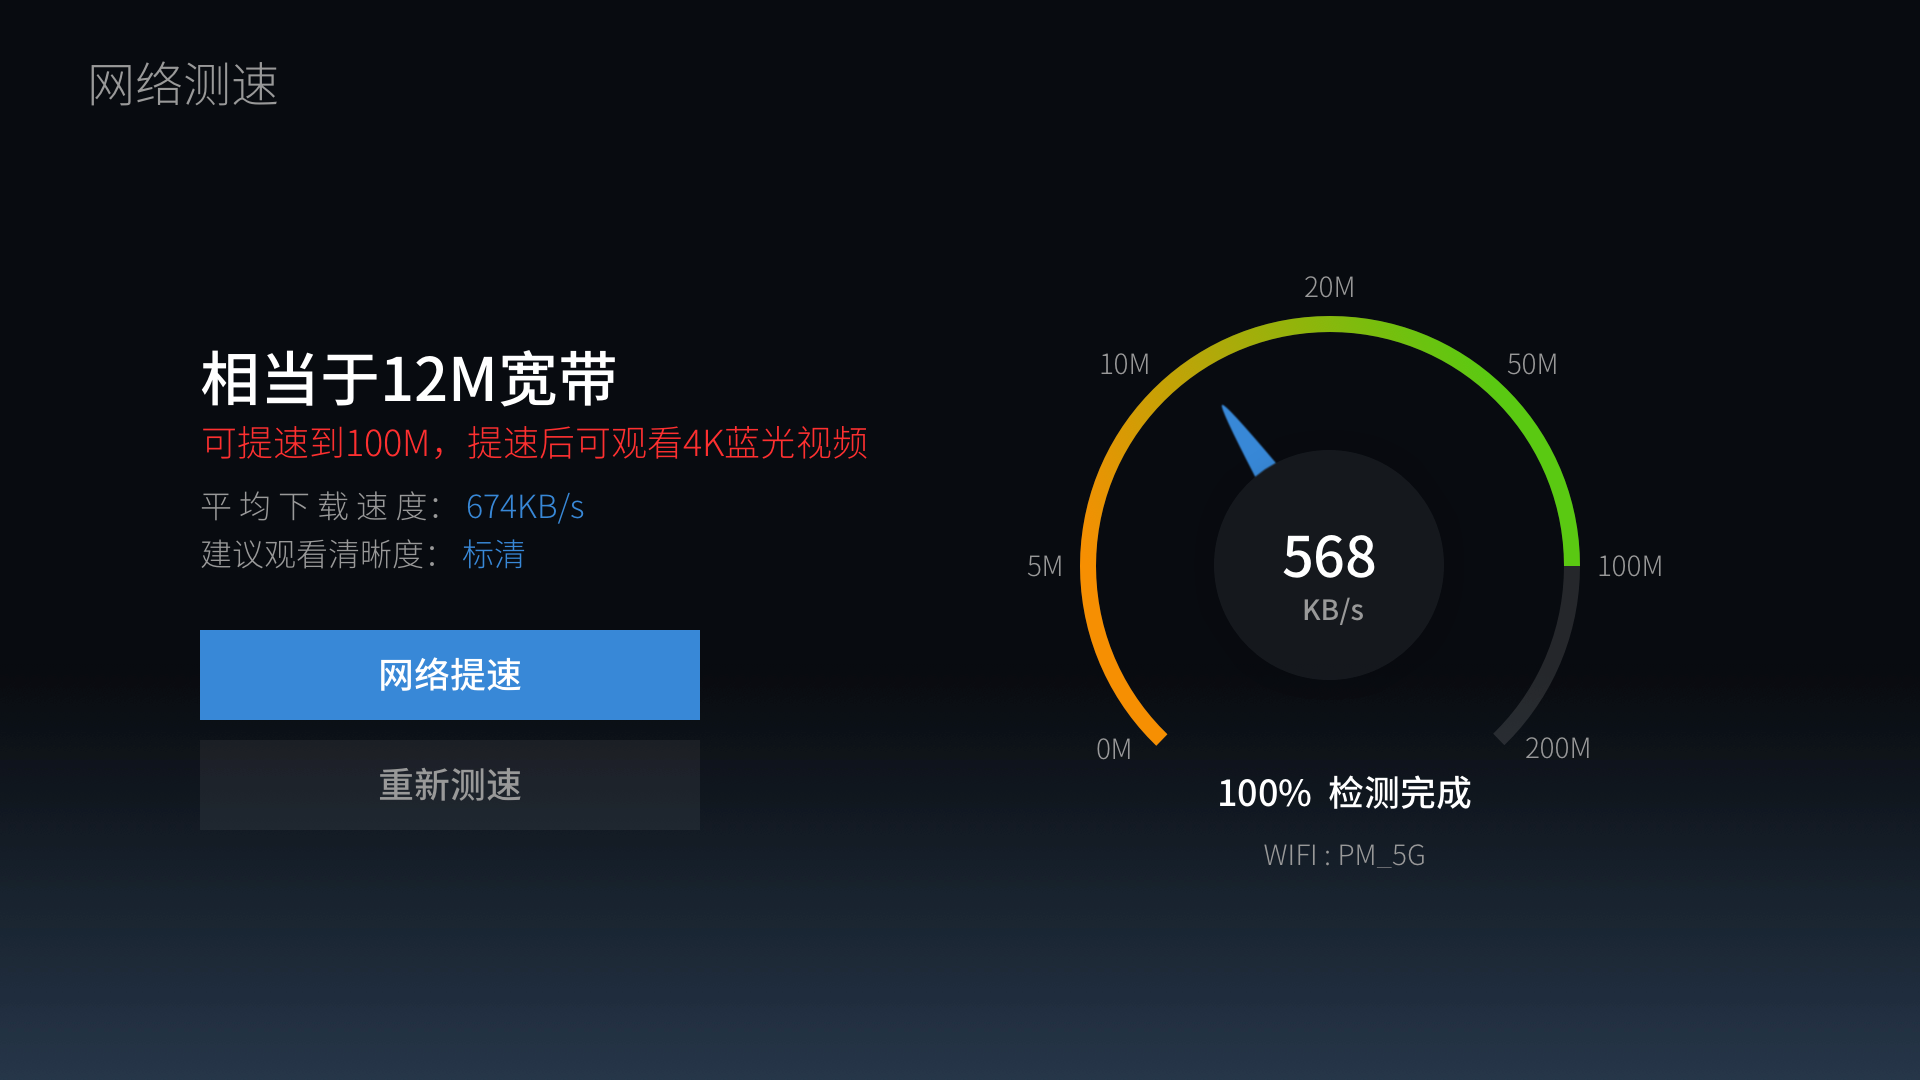 网络测速
相当于12M宽带
可提速到100M，提速后可观看4K蓝光视频
平均下载速度： 674KB/s
建议观看清晰度： 标清
网络提速
重新测速
20M
10M
50M
5M
100M
568
KB/s
0M
200M
100% 检测完成
WIFI : PM_5G